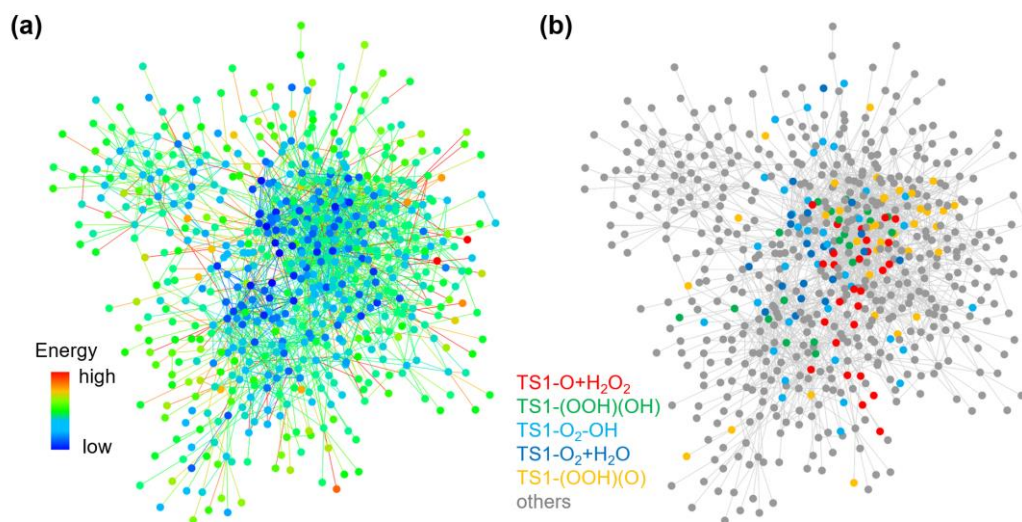 (a)
(b)
Energy
high
low
TS1-O+H₂O₂
TS1-(OOH)(OH)
TS1-O₂-OH
TS1-O₂+H₂O
TS1-(OOH)(O)
others